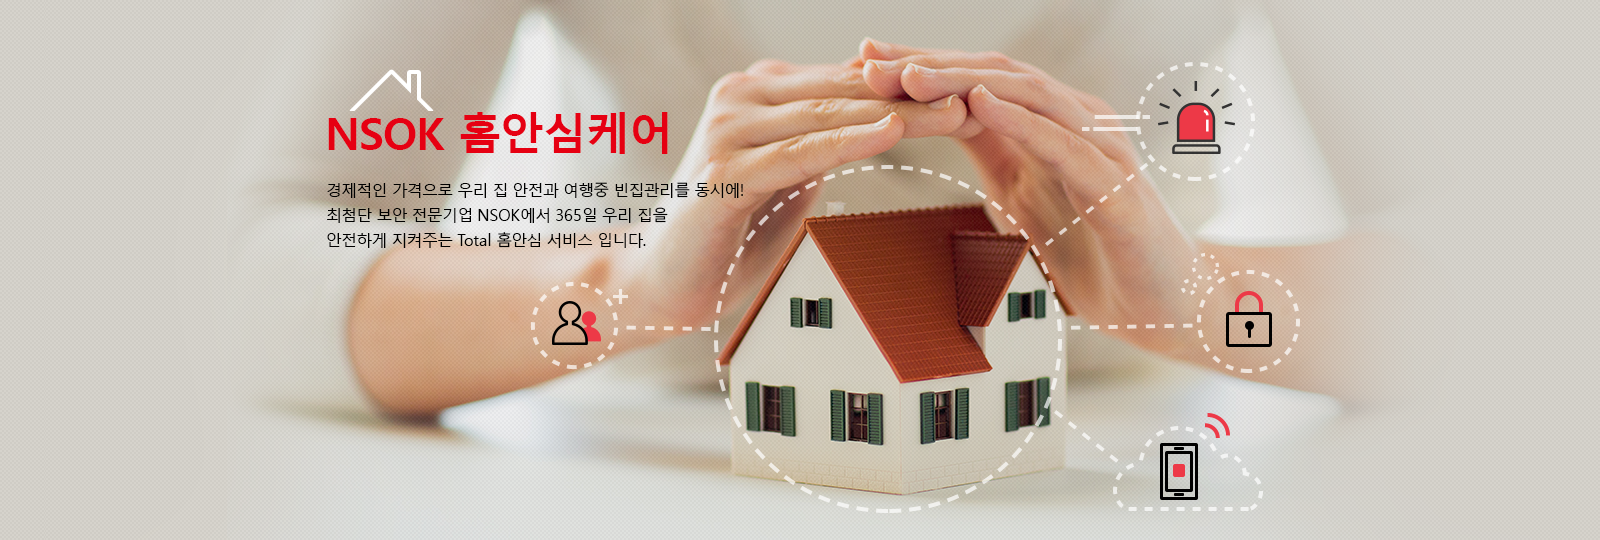 NSOK 홈안심케어
경제적인 가격으로 우리 집 안전과 여행중 빈집관리를 동시에!
최첨단 보안 전문기업 NSOK에서 365일 우리 집을
안전하게 지켜주는 Total 홈안심 서비스 입니다.